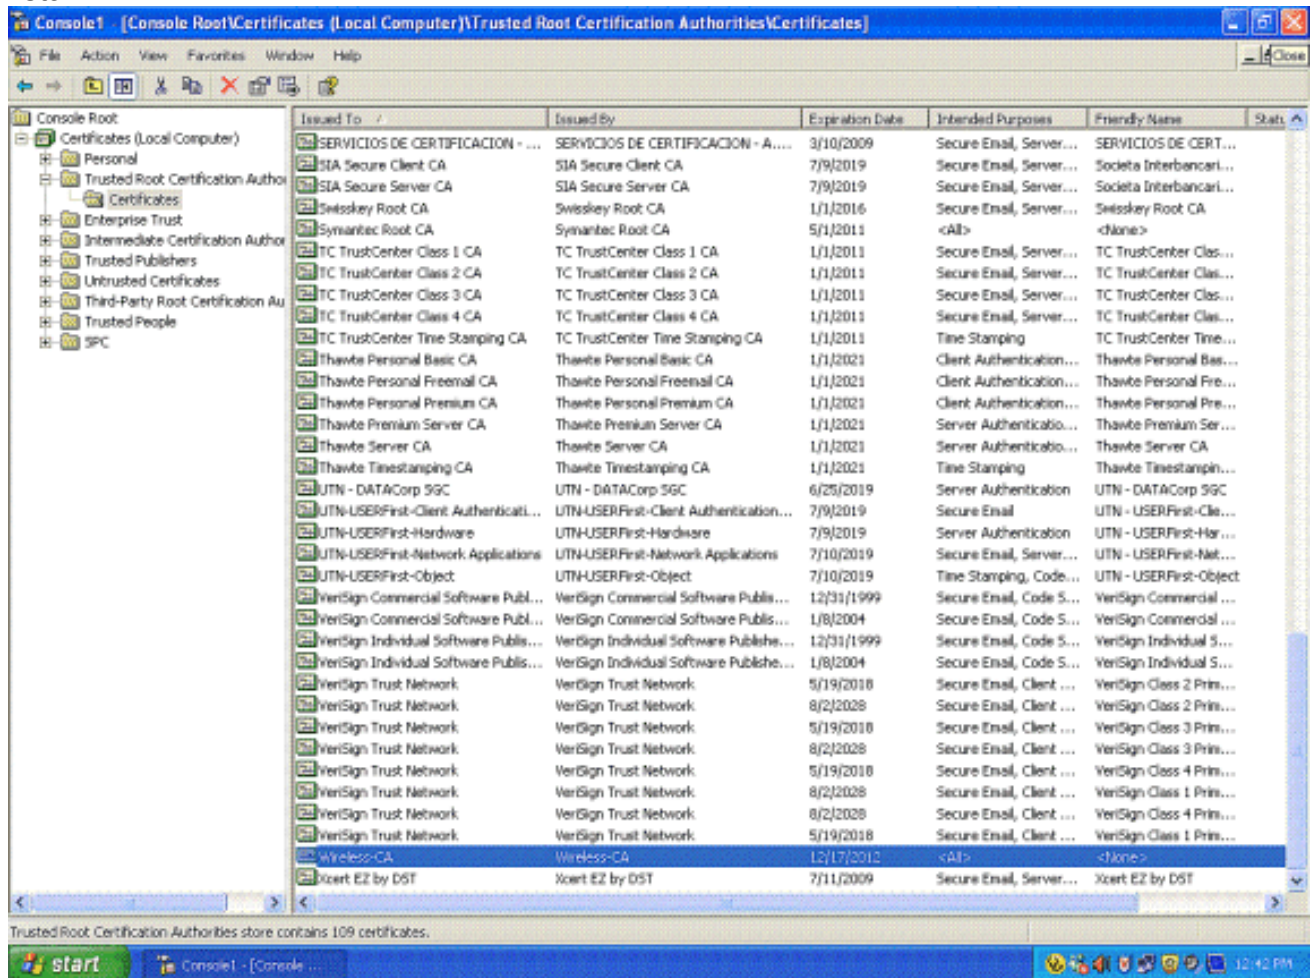 Console1 - [Console Root\Certificates (Local Computer)\Trusted Root Certification Authorities\Certificates]
File Action View Favorites Window Help
Close
Console Root
Certificates (Local Computer)
Personal
Trusted Root Certification Author
Certificates
Enterprise Trust
Intermediate Certification Author
Trusted Publishers
Untrusted Certificates
Third-Party Root Certification Au
Trusted People
SPC
Issued To Issued By Expiration Date Intended Purposes Friendly Name Statu
SERVICIOS DE CERTIFICACION - ... SERVICIOS DE CERTIFICACION - A.... 3/10/2009 Secure Email, Server... SERVICIOS DE CERT...
SIA Secure Client CA SIA Secure Client CA 7/9/2019 Secure Email, Server... Societa Interbancari...
SIA Secure Server CA SIA Secure Server CA 7/9/2019 Secure Email, Server... Societa Interbancari...
Swisskey Root CA Swisskey Root CA 1/1/2016 Secure Email, Server... Swisskey Root CA
Symantec Root CA Symantec Root CA 5/1/2011 <All> <None>
TC TrustCenter Class 1 CA TC TrustCenter Class 1 CA 1/1/2011 Secure Email, Server... TC TrustCenter Clas...
TC TrustCenter Class 2 CA TC TrustCenter Class 2 CA 1/1/2011 Secure Email, Server... TC TrustCenter Clas...
TC TrustCenter Class 3 CA TC TrustCenter Class 3 CA 1/1/2011 Secure Email, Server... TC TrustCenter Clas...
TC TrustCenter Class 4 CA TC TrustCenter Class 4 CA 1/1/2011 Secure Email, Server... TC TrustCenter Clas...
TC TrustCenter Time Stamping CA TC TrustCenter Time Stamping CA 1/1/2011 Time Stamping TC TrustCenter Time...
Thawte Personal Basic CA Thawte Personal Basic CA 1/1/2021 Client Authentication... Thawte Personal Bas...
Thawte Personal Freemail CA Thawte Personal Freemail CA 1/1/2021 Client Authentication... Thawte Personal Fre...
Thawte Personal Premium CA Thawte Personal Premium CA 1/1/2021 Client Authentication... Thawte Personal Pre...
Thawte Premium Server CA Thawte Premium Server CA 1/1/2021 Server Authenticatio... Thawte Premium Ser...
Thawte Server CA Thawte Server CA 1/1/2021 Server Authenticatio... Thawte Server CA
Thawte Timestamping CA Thawte Timestamping CA 1/1/2021 Time Stamping Thawte Timestampin...
UTN - DATACorp SGC UTN - DATACorp SGC 6/25/2019 Server Authentication UTN - DATACorp SGC
UTN-USERFirst-Client Authenticati... UTN-USERFirst-Client Authentication... 7/9/2019 Secure Email UTN - USERFirst-Clie...
UTN-USERFirst-Hardware UTN-USERFirst-Hardware 7/9/2019 Server Authentication UTN - USERFirst-Har...
UTN-USERFirst-Network Applications UTN-USERFirst-Network Applications 7/10/2019 Secure Email, Server... UTN - USERFirst-Net...
UTN-USERFirst-Object UTN-USERFirst-Object 7/10/2019 Time Stamping, Code... UTN - USERFirst-Object
VeriSign Commercial Software Publ... VeriSign Commercial Software Publis... 12/31/1999 Secure Email, Code S... VeriSign Commercial ...
VeriSign Commercial Software Publ... VeriSign Commercial Software Publis... 1/8/2004 Secure Email, Code S... VeriSign Commercial ...
VeriSign Individual Software Publis... VeriSign Individual Software Publishe... 12/31/1999 Secure Email, Code S... VeriSign Individual S...
VeriSign Individual Software Publis... VeriSign Individual Software Publishe... 1/8/2004 Secure Email, Code S... VeriSign Individual S...
VeriSign Trust Network VeriSign Trust Network 5/19/2018 Secure Email, Client ... VeriSign Class 2 Prim...
VeriSign Trust Network VeriSign Trust Network 8/2/2028 Secure Email, Client ... VeriSign Class 2 Prim...
VeriSign Trust Network VeriSign Trust Network 5/19/2018 Secure Email, Client ... VeriSign Class 3 Prim...
VeriSign Trust Network VeriSign Trust Network 8/2/2028 Secure Email, Client ... VeriSign Class 3 Prim...
VeriSign Trust Network VeriSign Trust Network 5/19/2018 Secure Email, Client ... VeriSign Class 4 Prim...
VeriSign Trust Network VeriSign Trust Network 8/2/2028 Secure Email, Client ... VeriSign Class 1 Prim...
VeriSign Trust Network VeriSign Trust Network 8/2/2028 Secure Email, Client ... VeriSign Class 4 Prim...
VeriSign Trust Network VeriSign Trust Network 5/19/2018 Secure Email, Client ... VeriSign Class 1 Prim...
Wireless-CA Wireless-CA 12/17/2012 <All> <None>
Xcert EZ by DST Xcert EZ by DST 7/11/2009 Secure Email, Server... Xcert EZ by DST
Trusted Root Certification Authorities store contains 109 certificates.
start Console1 - [Console ... 12:42 PM